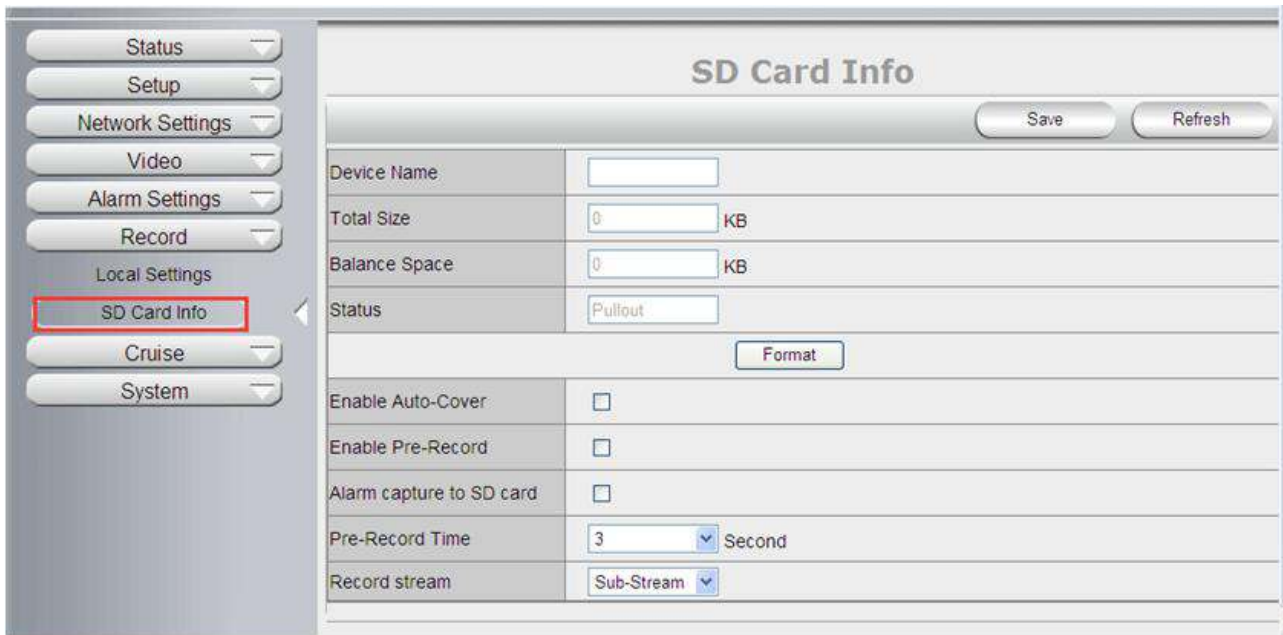 Status
Setup
Network Settings
Video
Alarm Settings
Record
Local Settings
SD Card Info
Cruise
System
SD Card Info
Save Refresh
Device Name
Total Size 0 KB
Balance Space 0 KB
Status Pullout
Format
Enable Auto-Cover
Enable Pre-Record
Alarm capture to SD card
Pre-Record Time 3 Second
Record stream Sub-Stream